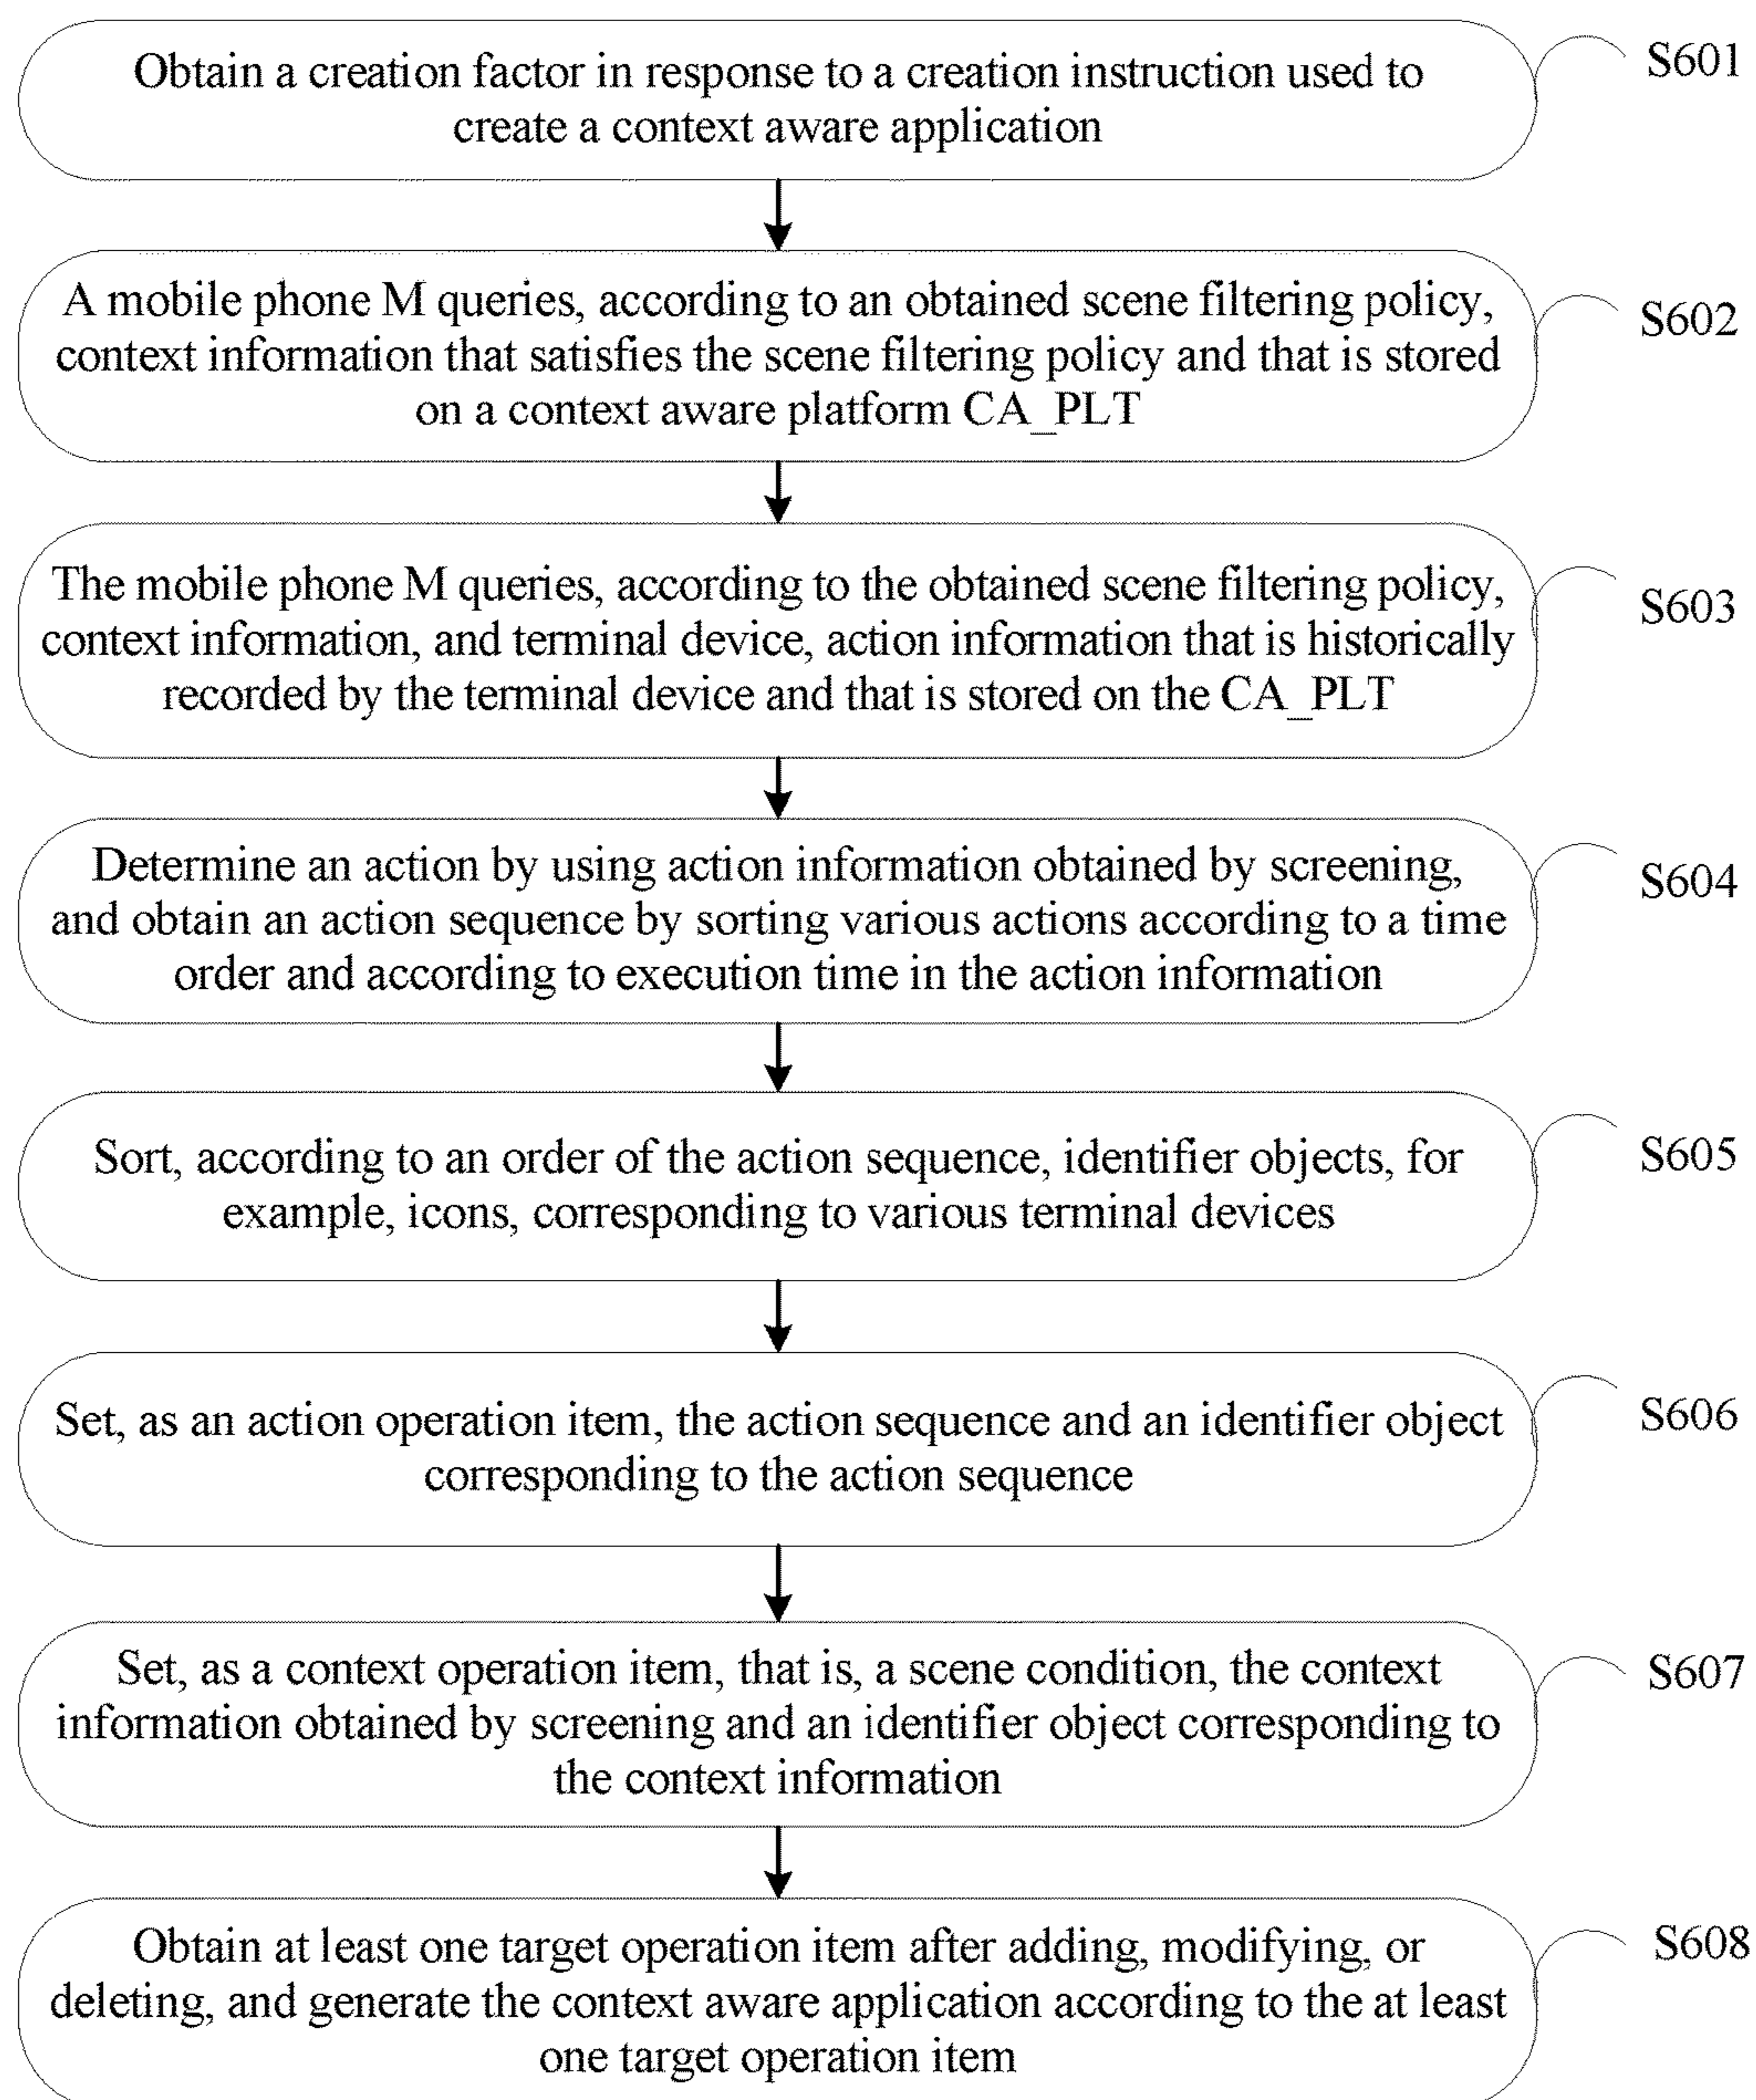 Obtain a creation factor in response to a creation instruction used to
create a context aware application
S601
A mobile phone M queries, according to an obtained scene filtering policy,
context information that satisfies the scene filtering policy and that is stored
on a context aware platform CA_PLT
S602
The mobile phone M queries, according to the obtained scene filtering policy,
context information, and terminal device, action information that is historically
recorded by the terminal device and that is stored on the CA_PLT
S603
Determine an action by using action information obtained by screening,
and obtain an action sequence by sorting various actions according to a time
order and according to execution time in the action information
S604
Sort, according to an order of the action sequence, identifier objects, for
example, icons, corresponding to various terminal devices
S605
Set, as an action operation item, the action sequence and an identifier object
corresponding to the action sequence
S606
Set, as a context operation item, that is, a scene condition, the context
information obtained by screening and an identifier object corresponding to
the context information
S607
Obtain at least one target operation item after adding, modifying, or
deleting, and generate the context aware application according to the at least
one target operation item
S608